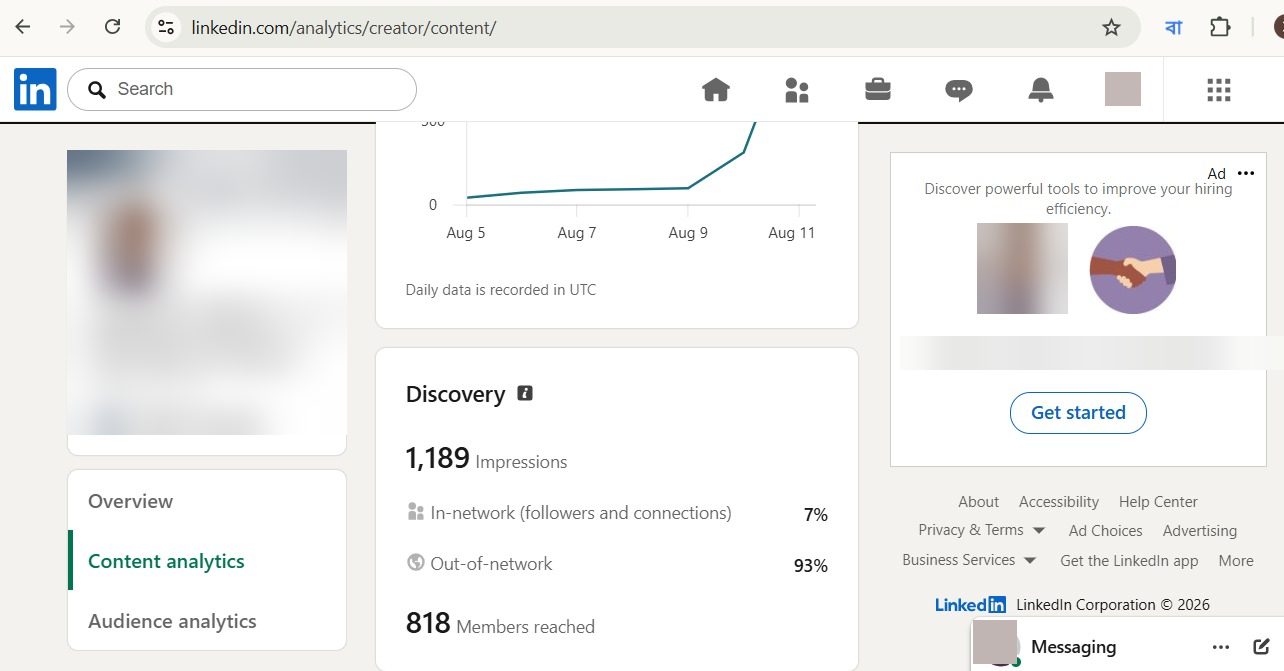 linkedin.com/analytics/creator/content/
বা
in
Search
0
Aug 5
Aug 7
Aug 9
Aug 11
Daily data is recorded in UTC
Discovery
1,189 Impressions
In-network (followers and connections) 7%
Out-of-network 93%
818 Members reached
Overview
Content analytics
Audience analytics
Ad
Discover powerful tools to improve your hiring
efficiency.
Get started
About Accessibility Help Center
Privacy & Terms Ad Choices Advertising
Business Services Get the LinkedIn app More
LinkedIn LinkedIn Corporation © 2026
Messaging